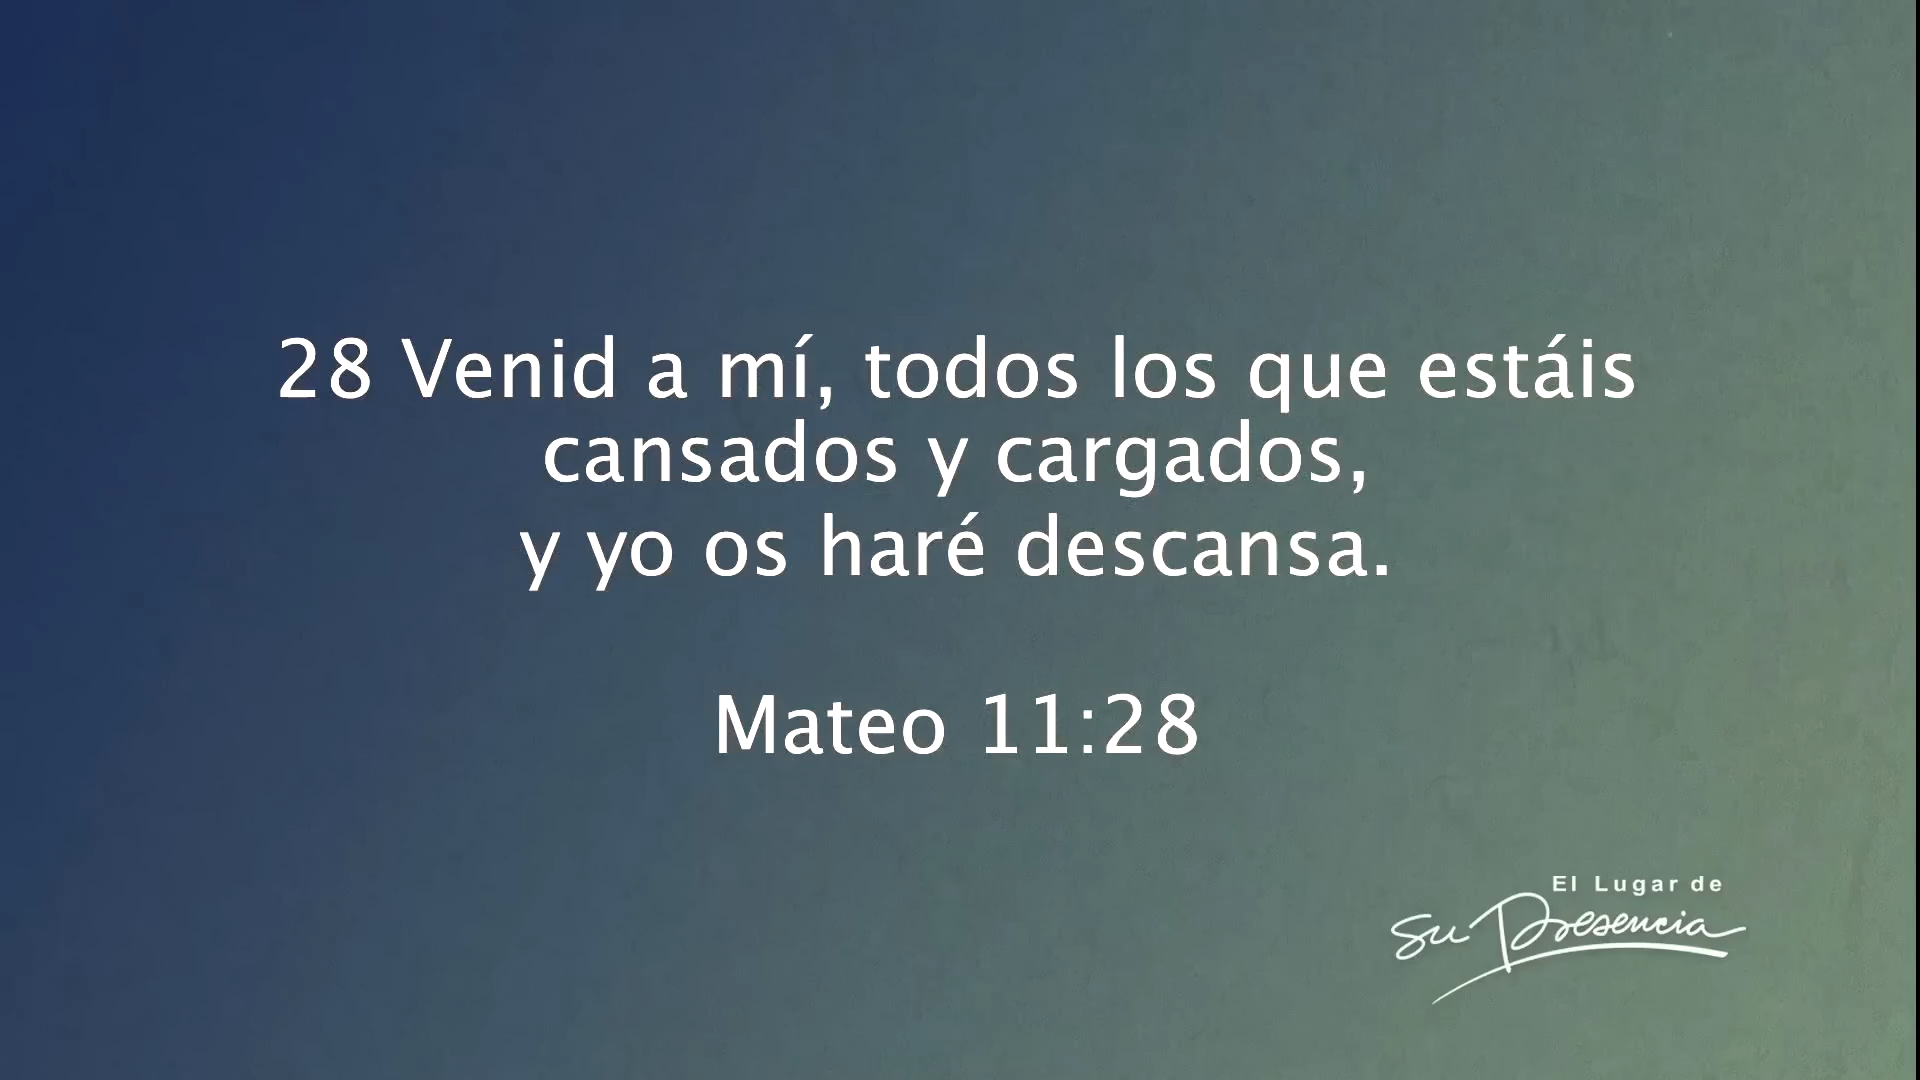 28 Venid a mí, todos los que estáis
cansados y cargados,
y yo os haré descansa.
Mateo 11:28
El Lugar de
Su Presencia